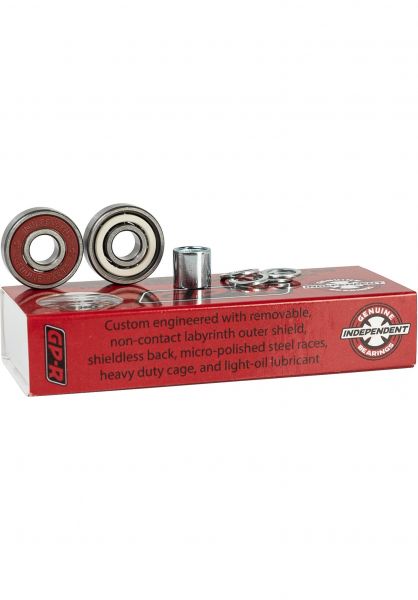 GP-R
Custom engineered with removable,
non-contact labyrinth outer shield,
shieldless back, micro-polished steel races,
heavy duty cage, and light-oil lubricant
GENUINE
INDEPENDENT
BEARINGS